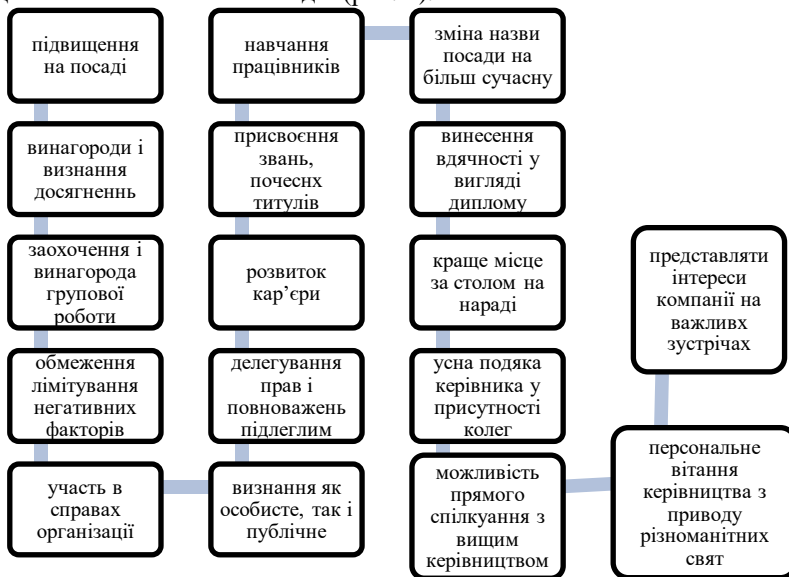 підвищення
на посаді
винагороди і
визнання
досягненнь
заохочення і
винагорода
групової
роботи
обмеження
лімітування
негативних
факторів
участь в
справах
організації
визнання як
особисте, так і
публічне
делегування
прав і
повноважень
підлеглим
розвиток
кар’єри
присвоєння
звань,
почеснх
титулів
навчання
працівників
зміна назви
посади на
більш сучасну
винесення
вдячності у
вигляді
диплому
краще місце
за столом на
нараді
усна подяка
керівника у
присутності
колег
можливість
прямого
спілкуання з
вищим
керівництвом
персональне
вітання
керівництва з
приводу
різноманітних
свят
представляти
інтереси
компанії на
важливх
зустрічах